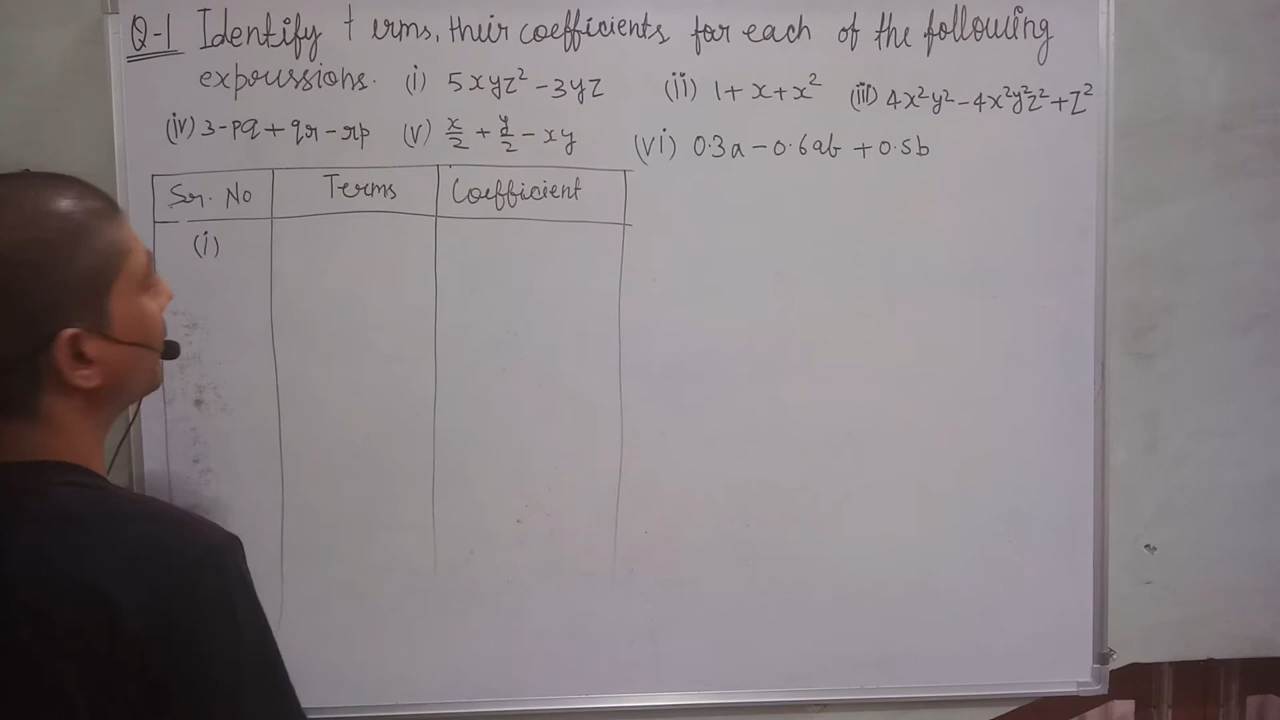 Q-1 Identify terms, their coefficients for each of the following
expressions. (i) 5xyz² - 3yz (ii) 1 + x + x² (iii) 4x²y² - 4x²y²z² + z²
(iv) 3 - pq + qr - rp (v) x/2 + y/2 - xy (vi) 0.3a - 0.6ab + 0.5b
Sr. No Terms Coefficient
(i)